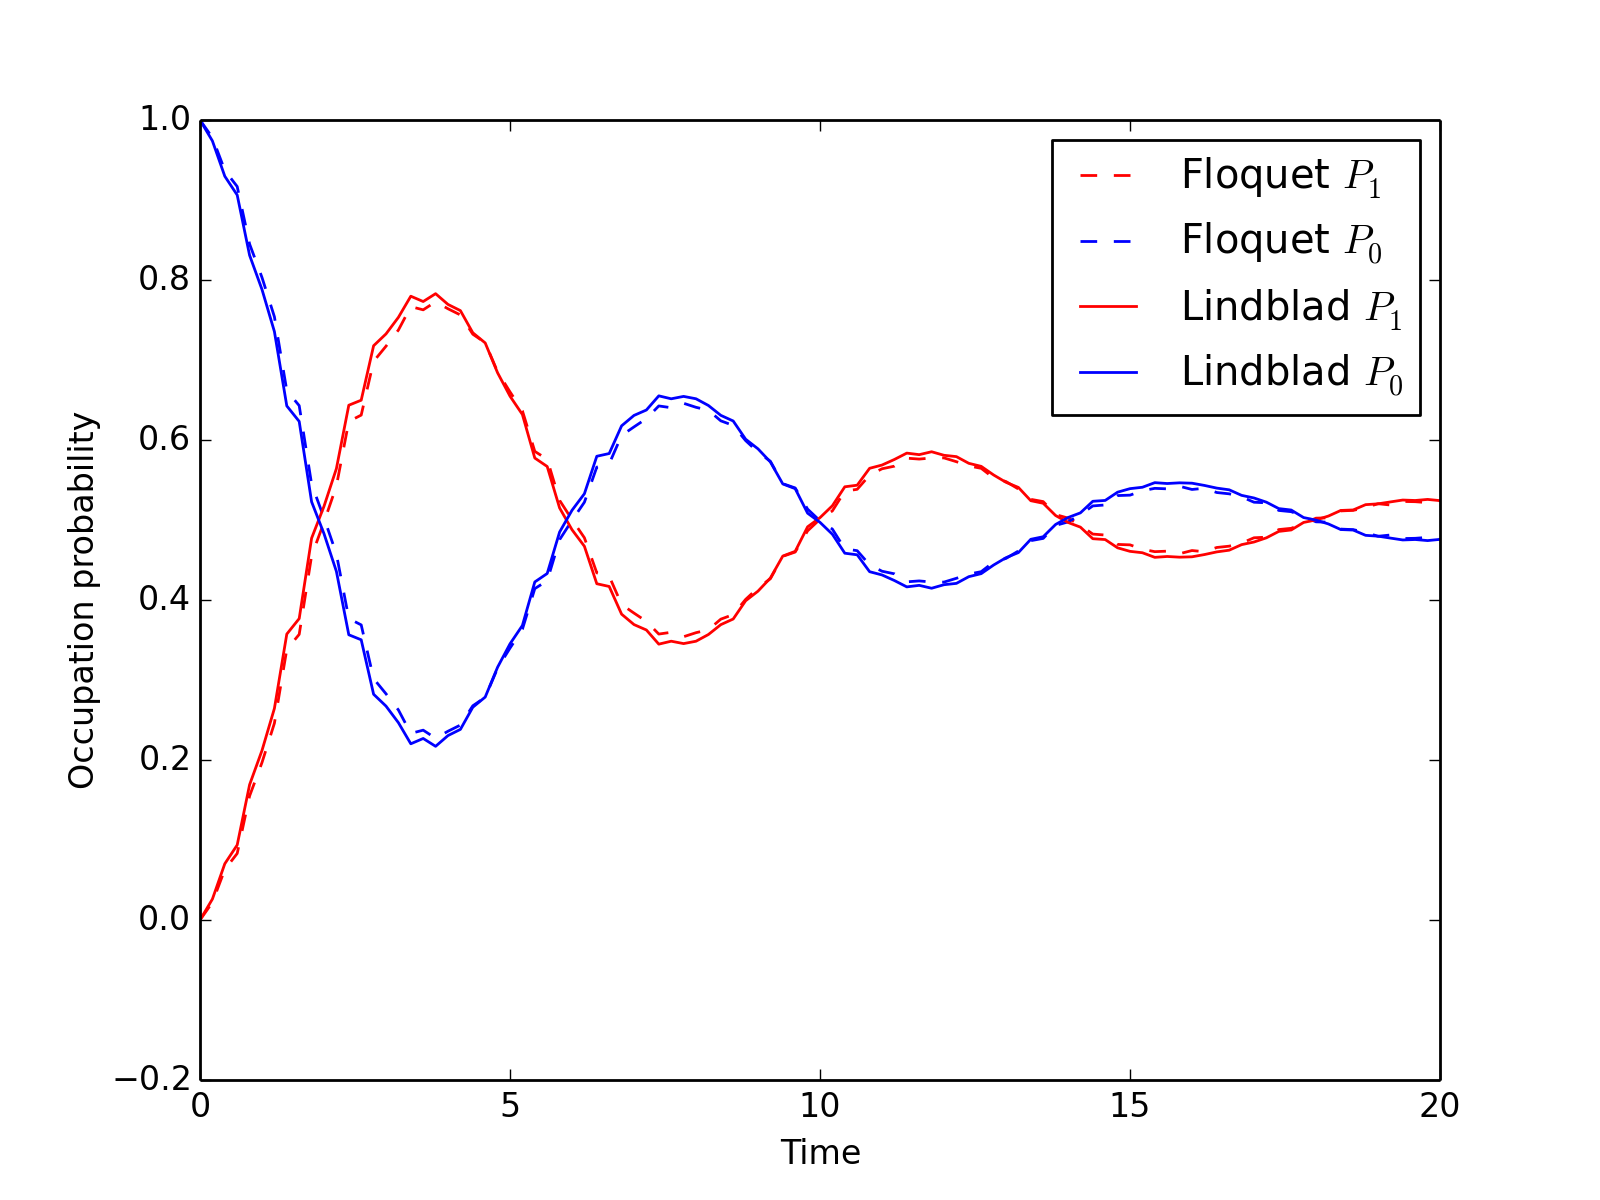 1.0
0.8
0.6
0.4
0.2
0.0
−0.2
Occupation probability
0 5 10 15 20
Time
Floquet P₁
Floquet P₀
Lindblad P₁
Lindblad P₀